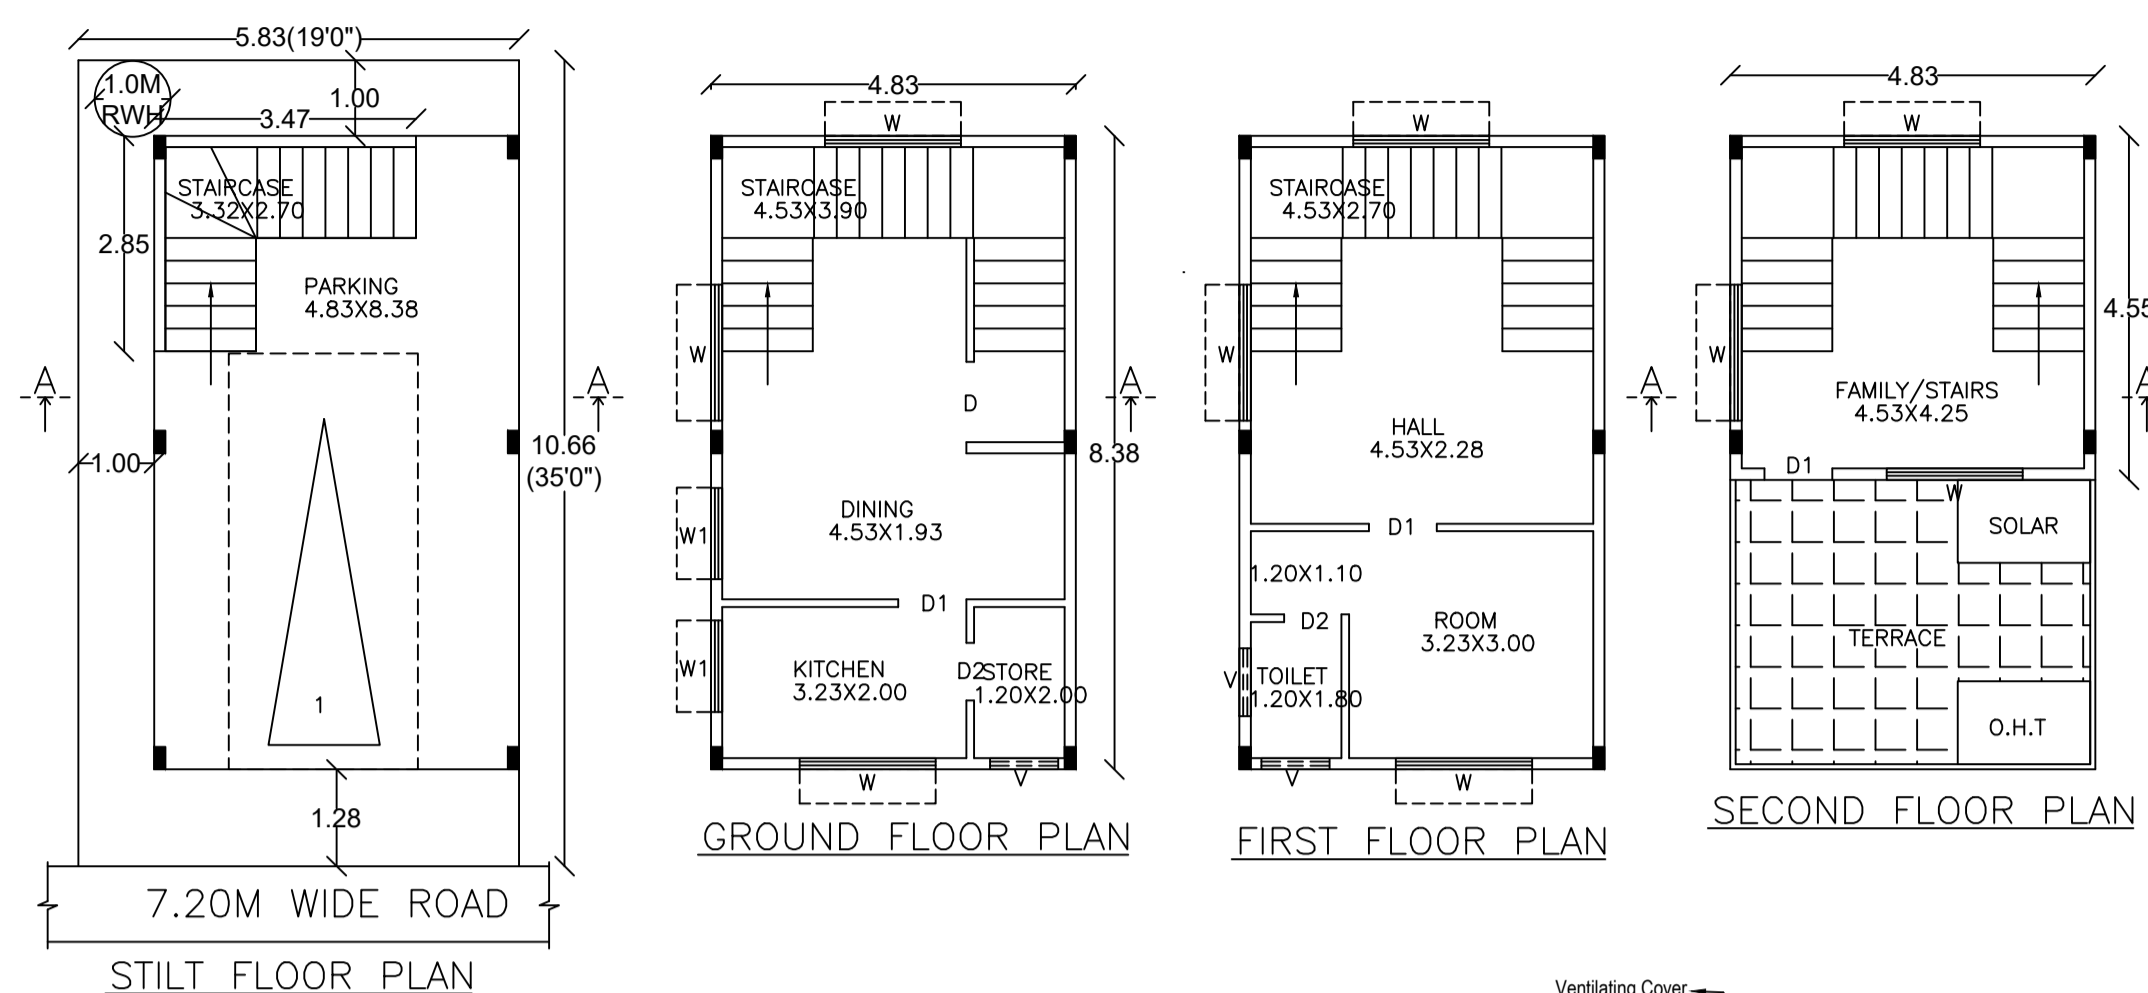 5.83(19'0")
1.0M
RWH
1.00
3.47
STAIRCASE
3.32X2.70
2.85
PARKING
4.83X8.38
A
A
1.00
10.66
(35'0")
1
1.28
7.20M WIDE ROAD
STILT FLOOR PLAN
4.83
W
STAIRCASE
4.53X3.90
W
A
D
8.38
DINING
4.53X1.93
W1
D1
W1
KITCHEN
3.23X2.00
D2
STORE
1.20X2.00
W
V
GROUND FLOOR PLAN
W
STAIRCASE
4.53X2.70
W
A
HALL
4.53X2.28
D1
1.20X1.10
D2
ROOM
3.23X3.00
V
TOILET
1.20X1.80
V
W
FIRST FLOOR PLAN
4.83
W
4.55
W
A
FAMILY/STAIRS
4.53X4.25
D1
W
SOLAR
TERRACE
O.H.T
SECOND FLOOR PLAN
Ventilating Cover